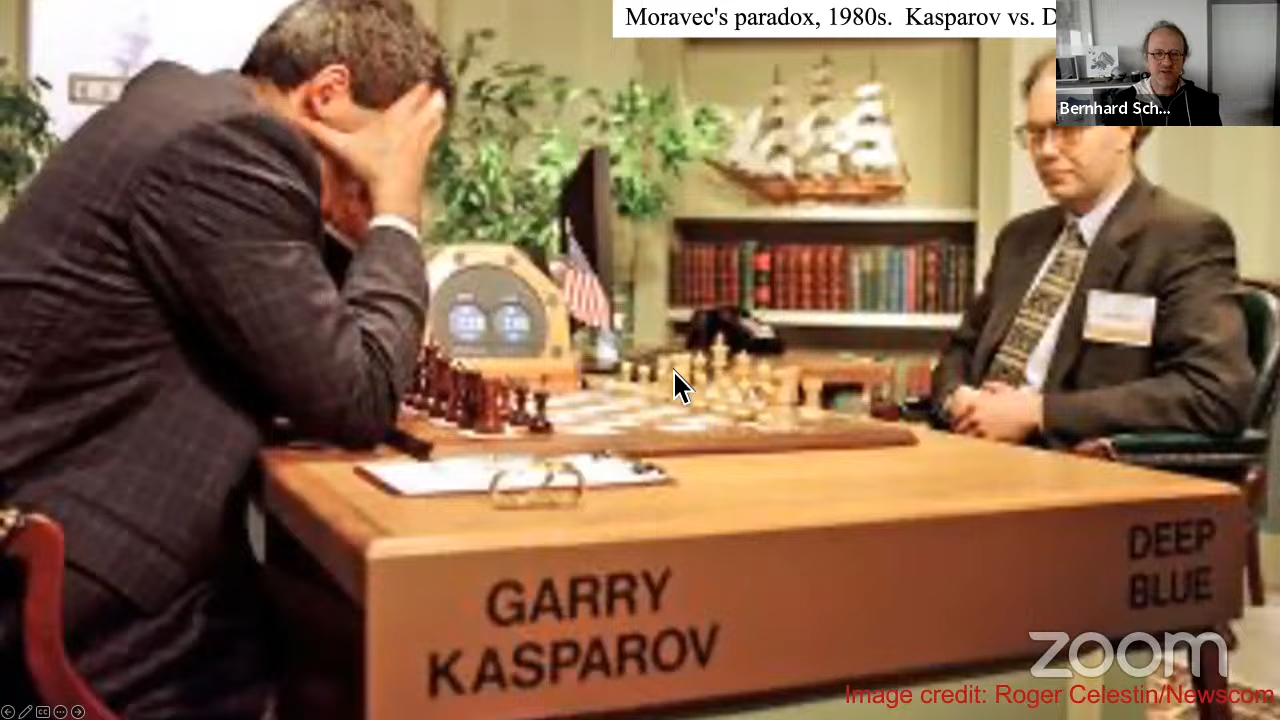 Moravec's paradox, 1980s.  Kasparov vs. D
Bernhard Sch...
GARRY
KASPAROV
DEEP
BLUE
zoom
Image credit: Roger Celestin/Newscom